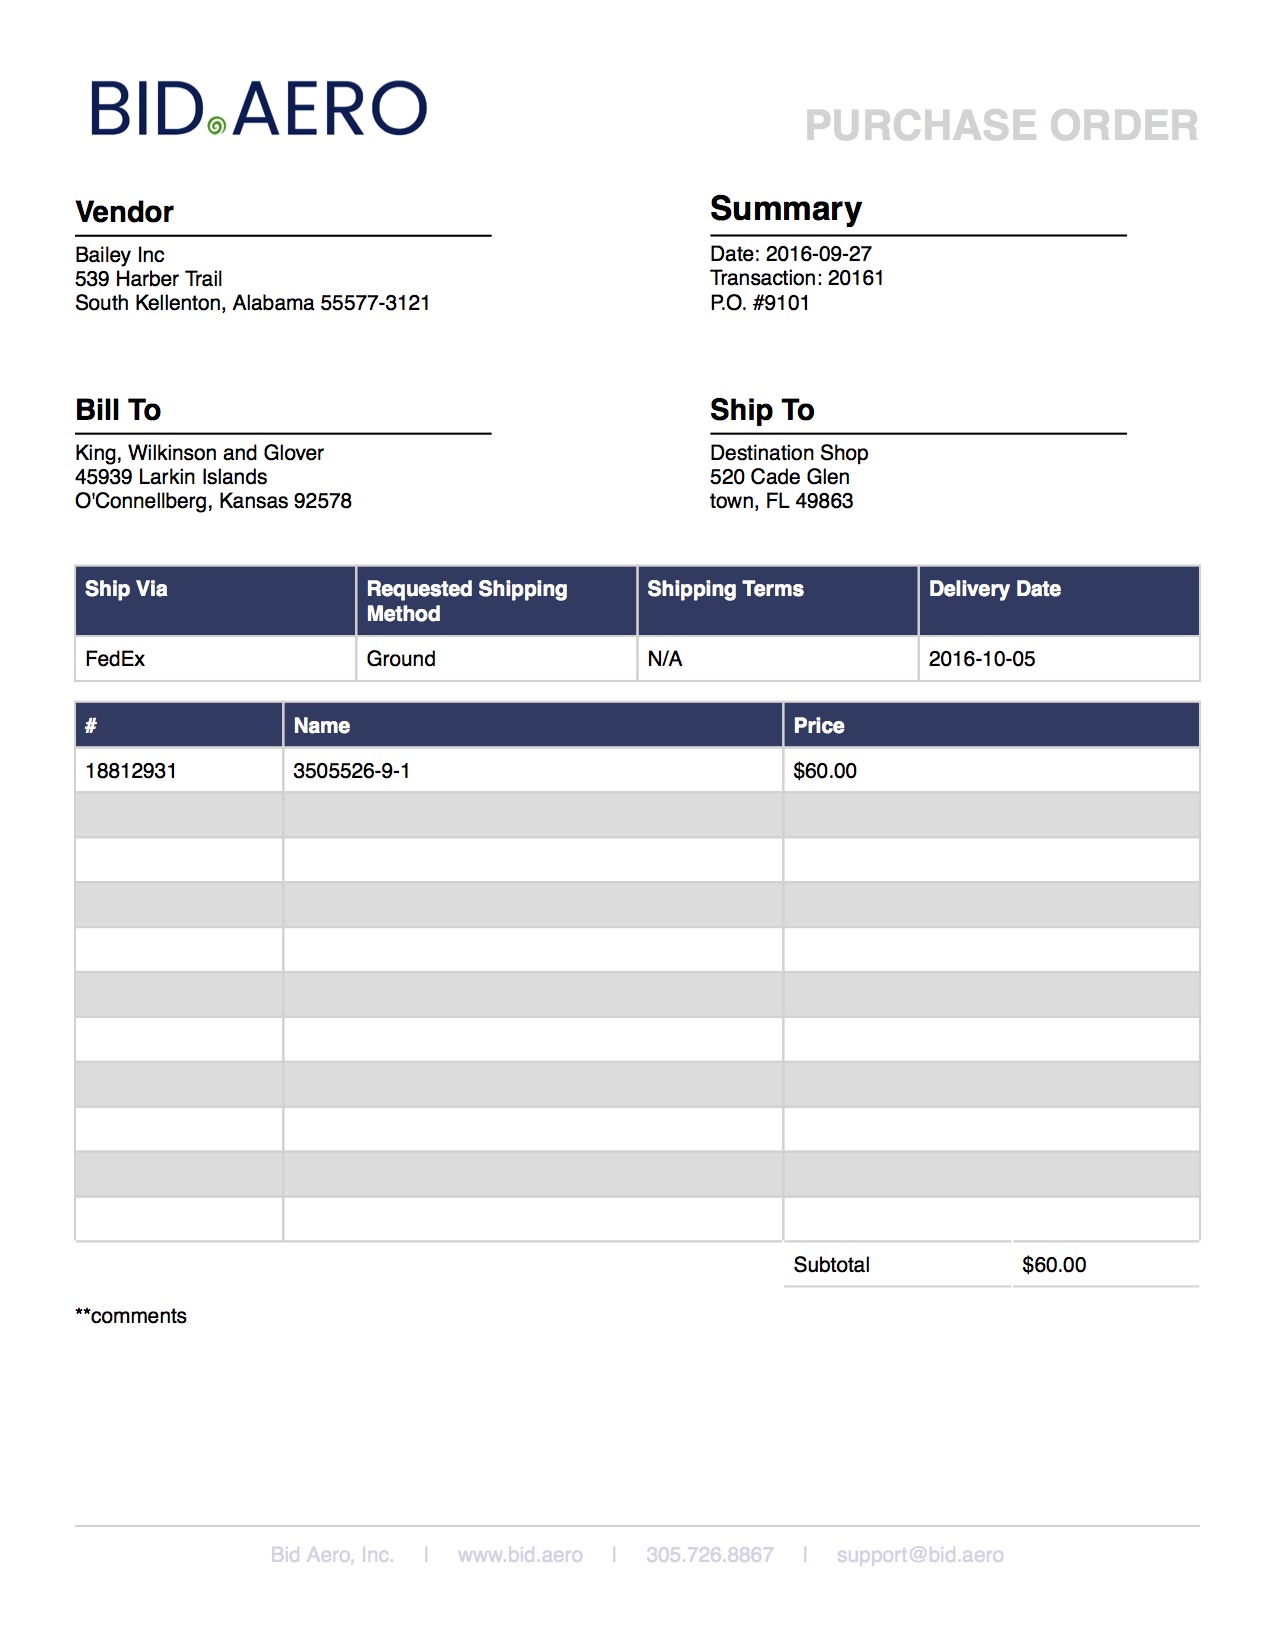 BID.AERO
PURCHASE ORDER
Vendor
Bailey Inc
539 Harber Trail
South Kellenton, Alabama 55577-3121
Summary
Date: 2016-09-27
Transaction: 20161
P.O. #9101
Bill To
King, Wilkinson and Glover
45939 Larkin Islands
O'Connellberg, Kansas 92578
Ship To
Destination Shop
520 Cade Glen
town, FL 49863
Ship Via | Requested Shipping Method | Shipping Terms | Delivery Date
FedEx | Ground | N/A | 2016-10-05
# | Name | Price
18812931 | 3505526-9-1 | $60.00
Subtotal $60.00
**comments
Bid Aero, Inc. | www.bid.aero | 305.726.8867 | support@bid.aero